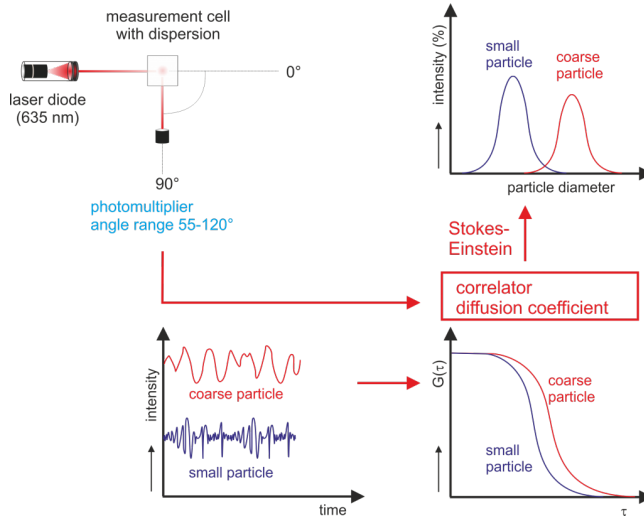 measurement cell
with dispersion
0°
laser diode
(635 nm)
90°
photomultiplier
angle range 55-120°
intensity (%)
small
particle
coarse
particle
particle diameter
Stokes-
Einstein
correlator
diffusion coefficient
intensity
coarse particle
small particle
time
G(τ)
coarse
particle
small
particle
τ